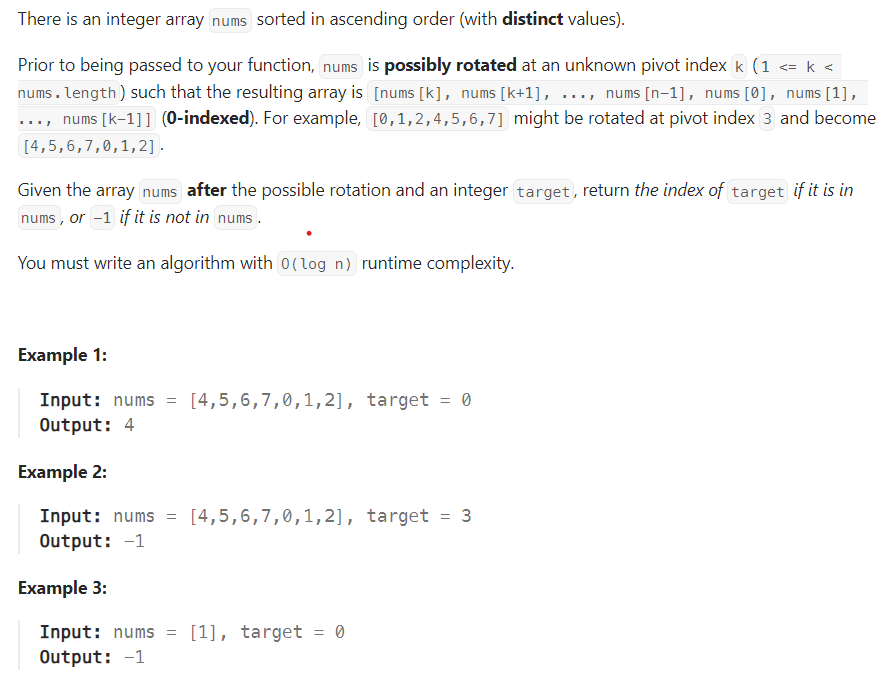 There is an integer array nums sorted in ascending order (with distinct values).
Prior to being passed to your function, nums is possibly rotated at an unknown pivot index k (1 <= k <
nums.length) such that the resulting array is [nums[k], nums[k+1], ..., nums[n-1], nums[0], nums[1],
..., nums[k-1]] (0-indexed). For example, [0,1,2,4,5,6,7] might be rotated at pivot index 3 and become
[4,5,6,7,0,1,2].
Given the array nums after the possible rotation and an integer target, return the index of target if it is in
nums, or -1 if it is not in nums.
You must write an algorithm with O(log n) runtime complexity.
Example 1:
Input: nums = [4,5,6,7,0,1,2], target = 0
Output: 4
Example 2:
Input: nums = [4,5,6,7,0,1,2], target = 3
Output: -1
Example 3:
Input: nums = [1], target = 0
Output: -1